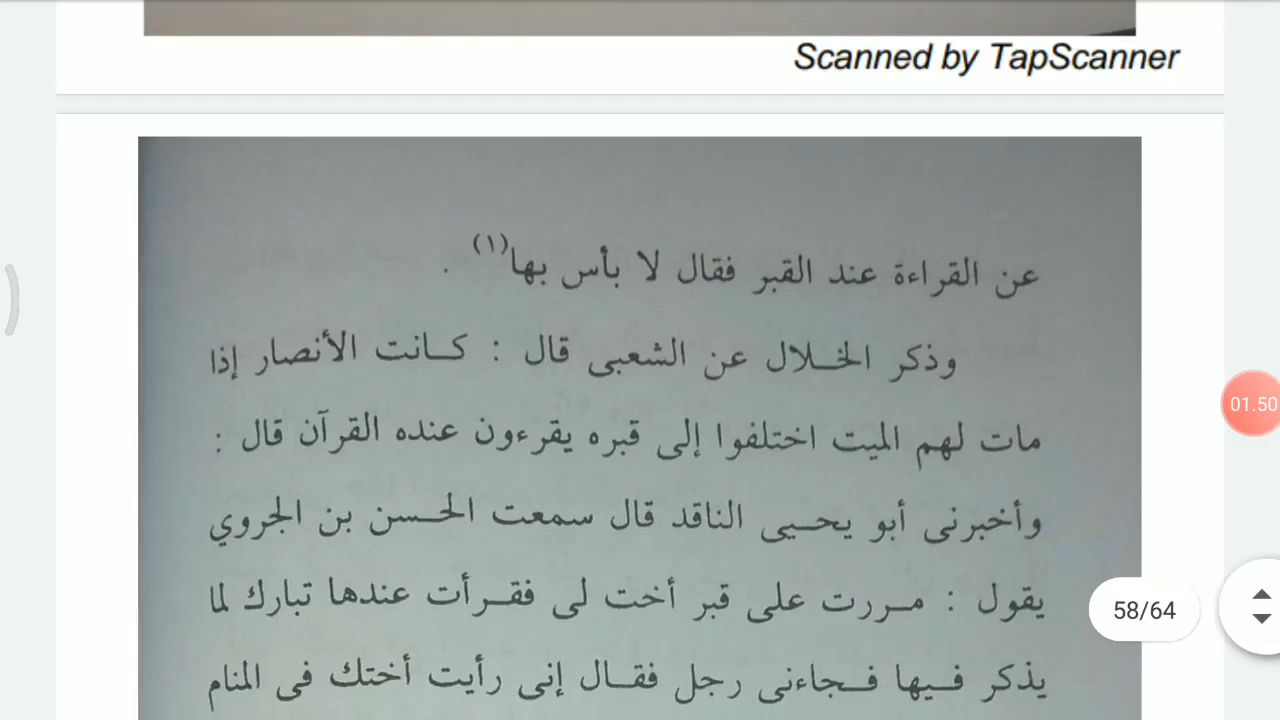 Scanned by TapScanner
عن القراءة عند القبر فقال لا بأس بها(١) .
وذكر الخلال عن الشعبى قال : كانت الأنصار إذا
مات لهم الميت اختلفوا إلى قبره يقرءون عنده القرآن قال :
وأخبرنى أبو يحيى الناقد قال سمعت الحسن بن الجروي
يقول : مررت على قبر أخت لى فقرأت عندها تبارك لما
يذكر فيها فجاءنى رجل فقال إنى رأيت أختك فى المنام
01.50
58/64